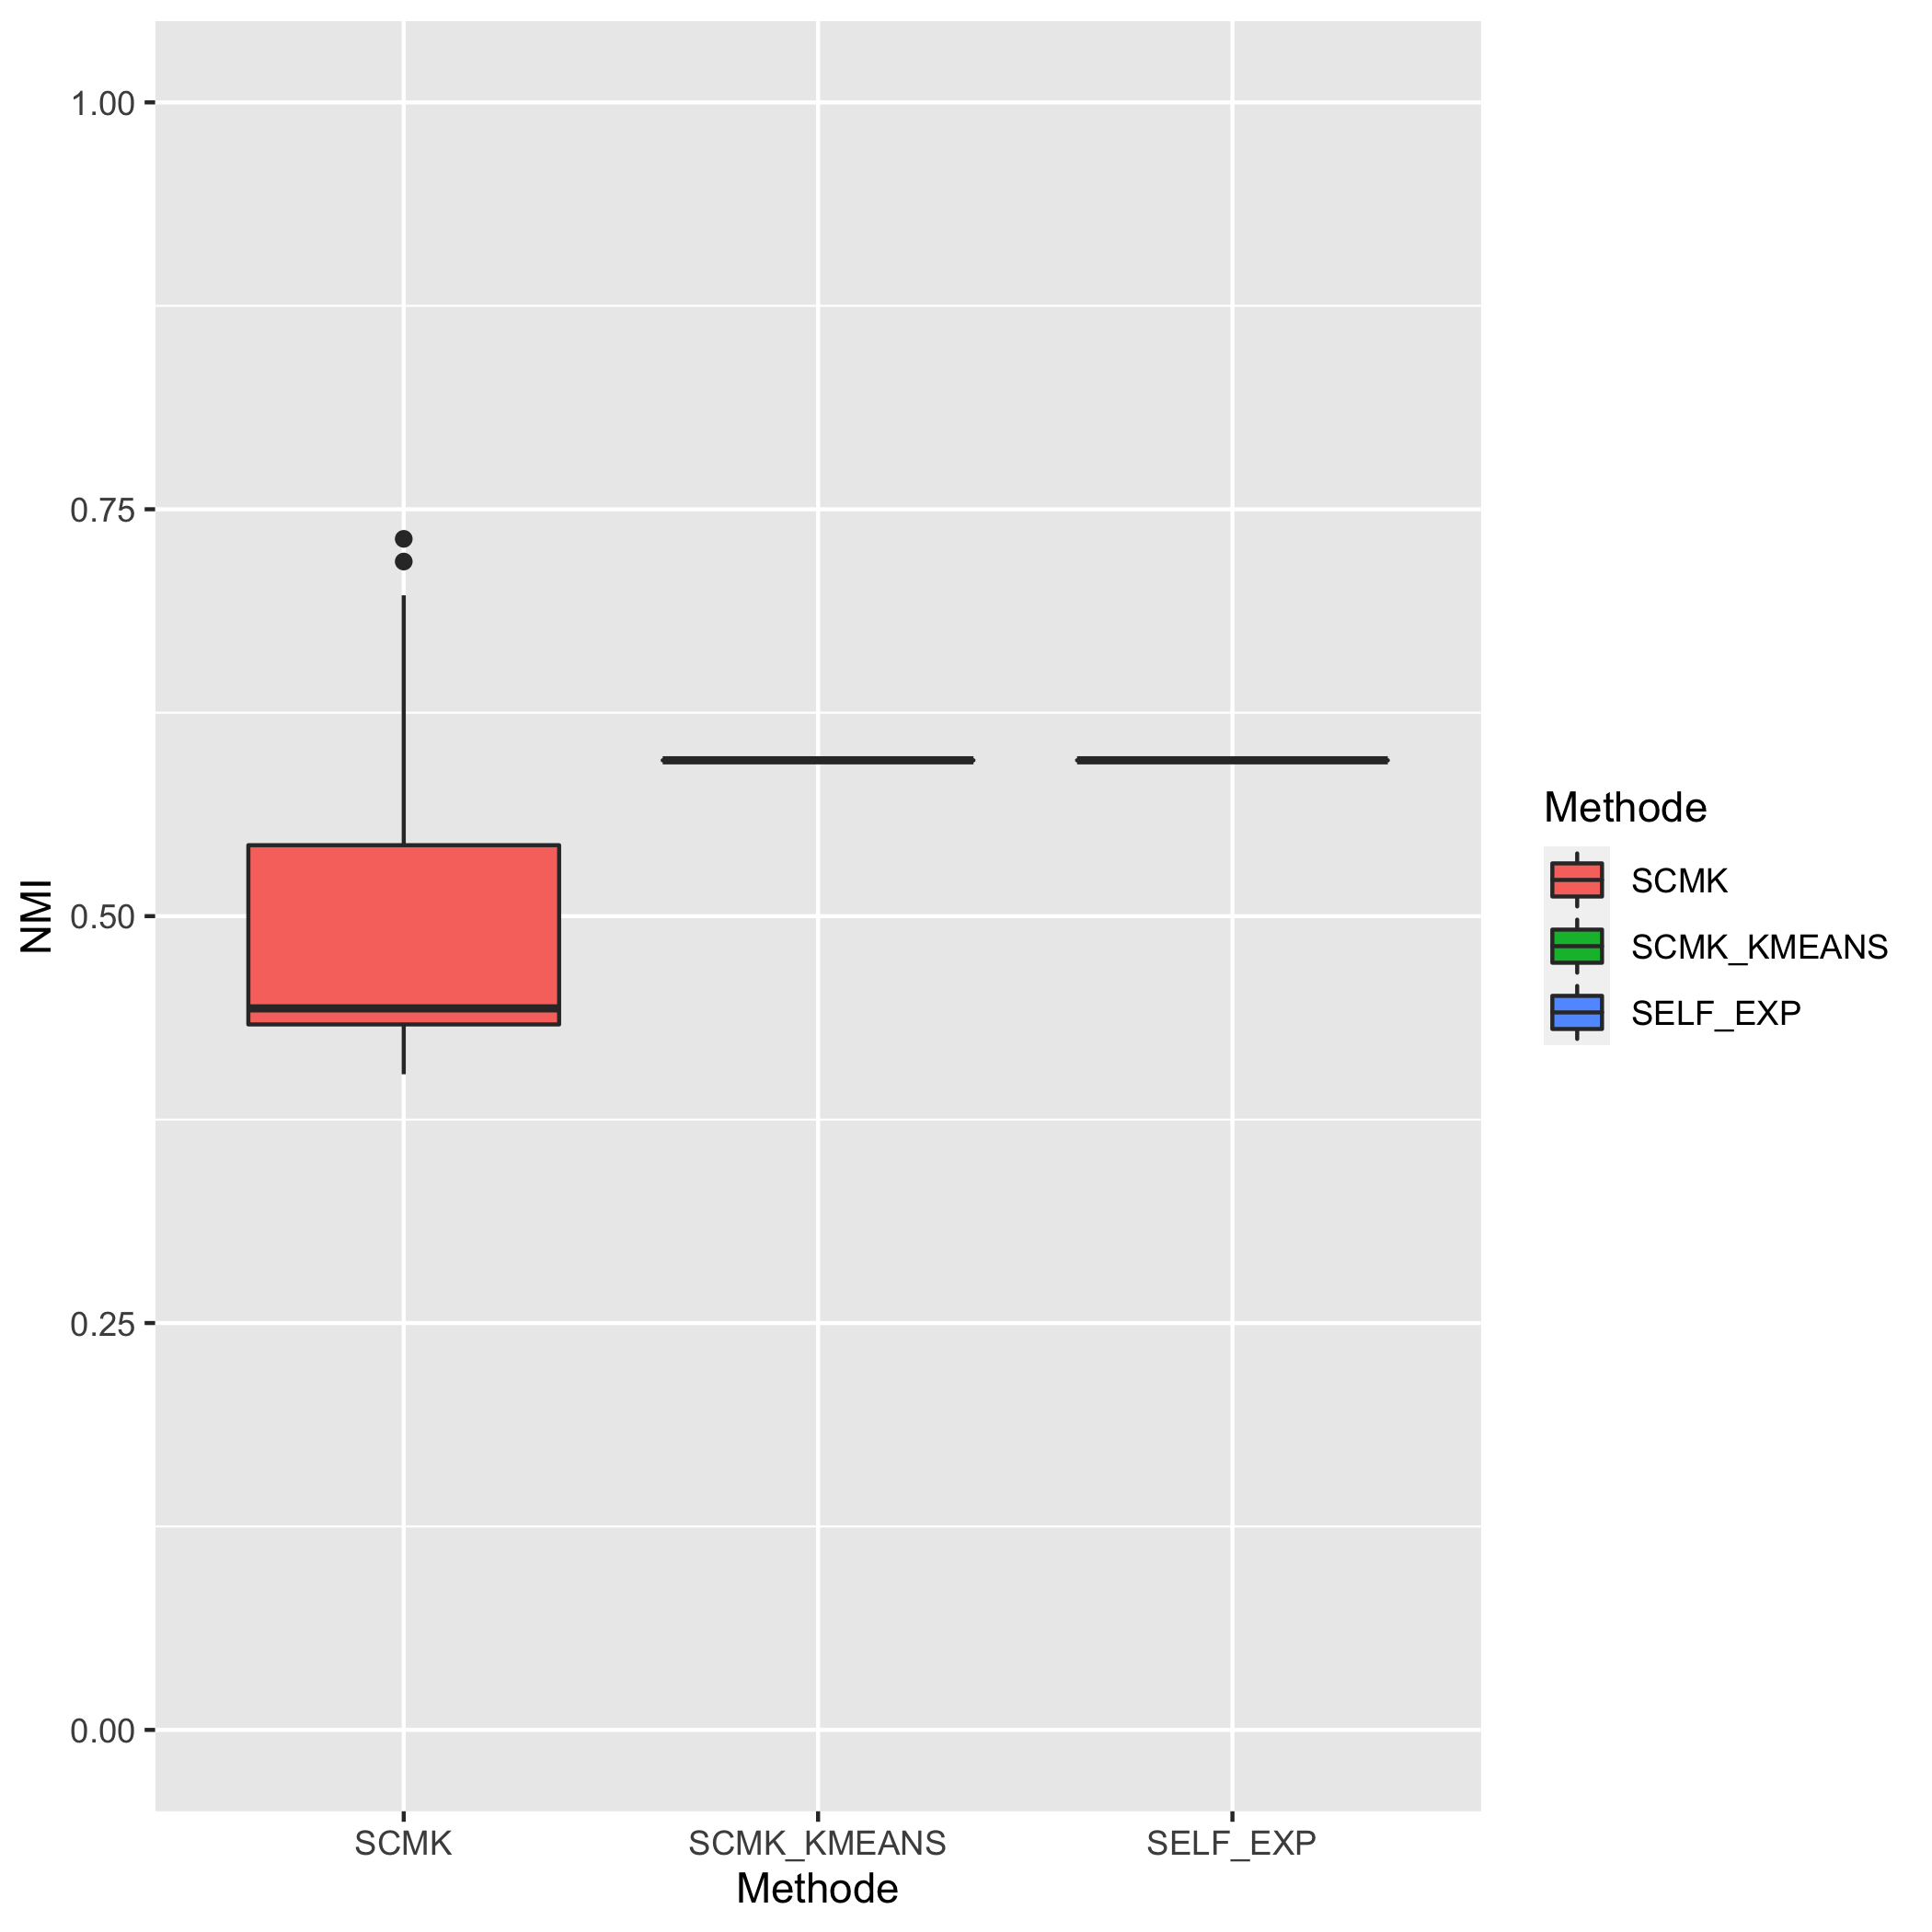 1.00
0.75
0.50
0.25
0.00
NMI
SCMK
SCMK_KMEANS
SELF_EXP
Methode
Methode
SCMK
SCMK_KMEANS
SELF_EXP